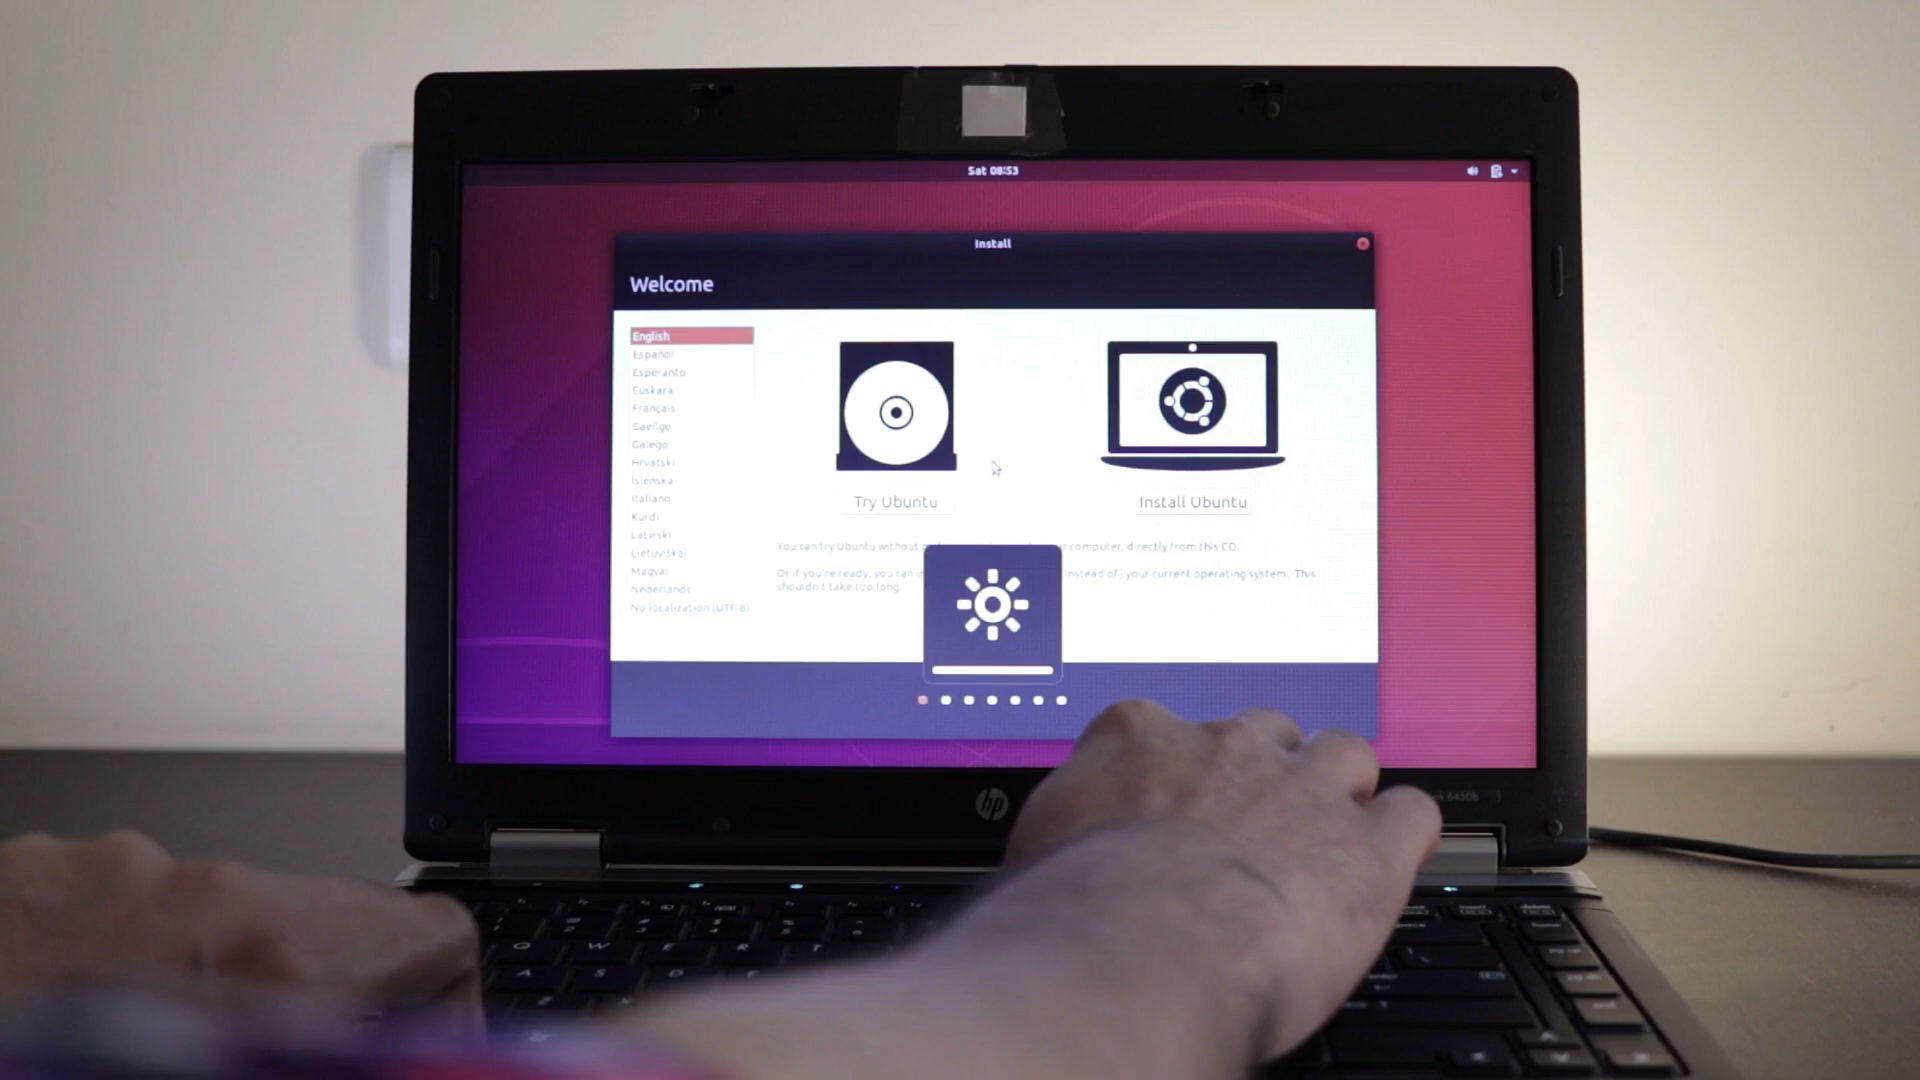 Sat 08:53
Install
Welcome
English
Español
Esperanto
Euskara
Français
Gaeilge
Galego
Hrvatski
Íslenska
Italiano
Kurdî
Latviski
Lietuviškai
Magyar
Nederlands
No localization (UTF-8)
Try Ubuntu
Install Ubuntu
You can try Ubuntu without computer, directly from this CD.
Or if you're ready, you can instead of) your current operating system. This
shouldn't take too long.
hp
6450b
delete
home
Q W E R T
A S D
Z X